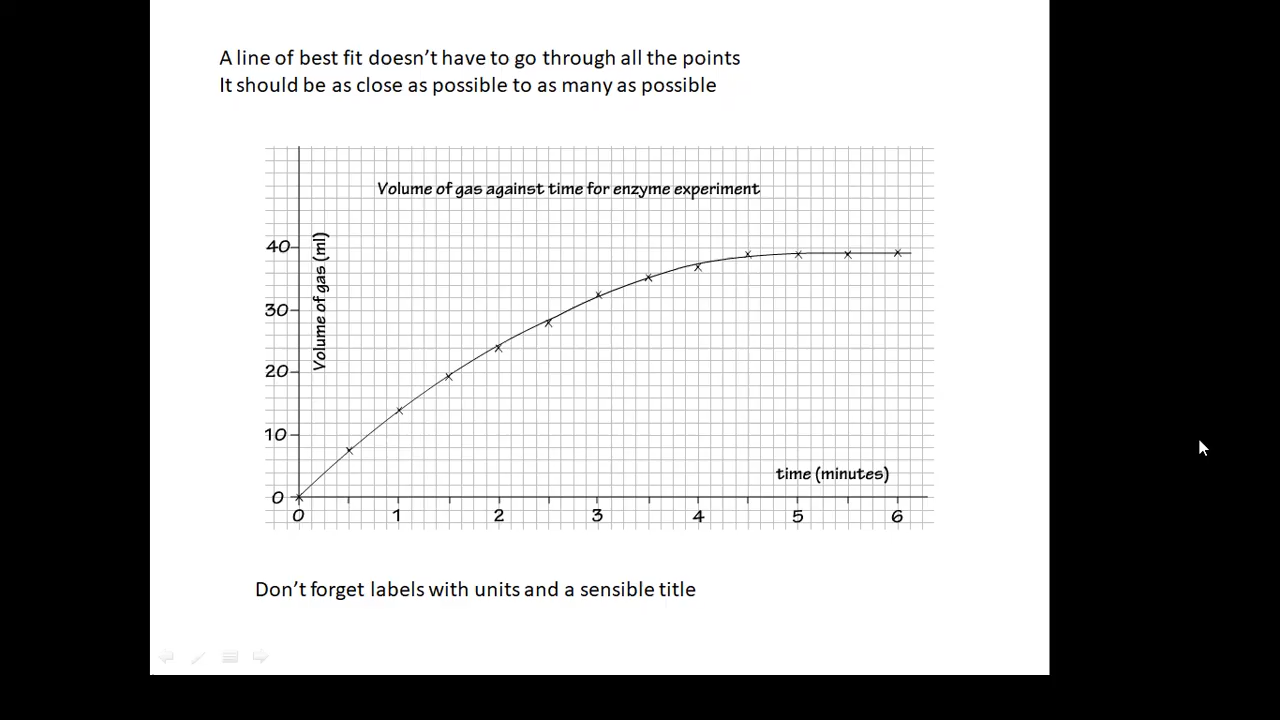 A line of best fit doesn't have to go through all the points
It should be as close as possible to as many as possible
Volume of gas against time for enzyme experiment
Volume of gas (ml)
40
30
20
10
0
time (minutes)
0 1 2 3 4 5 6
Don't forget labels with units and a sensible title